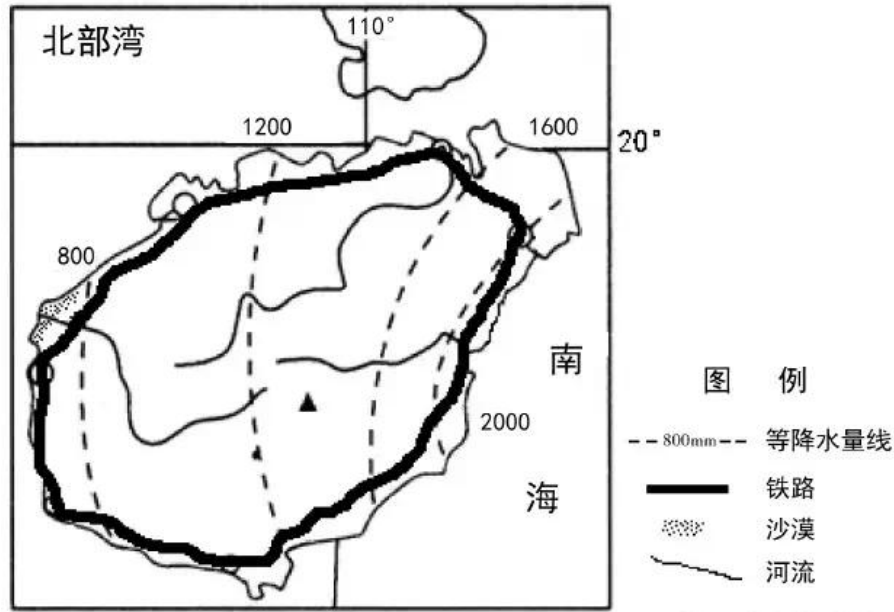 北部湾
110°
1200
1600
20°
800
南
海
2000
图 例
800mm 等降水量线
铁路
沙漠
河流